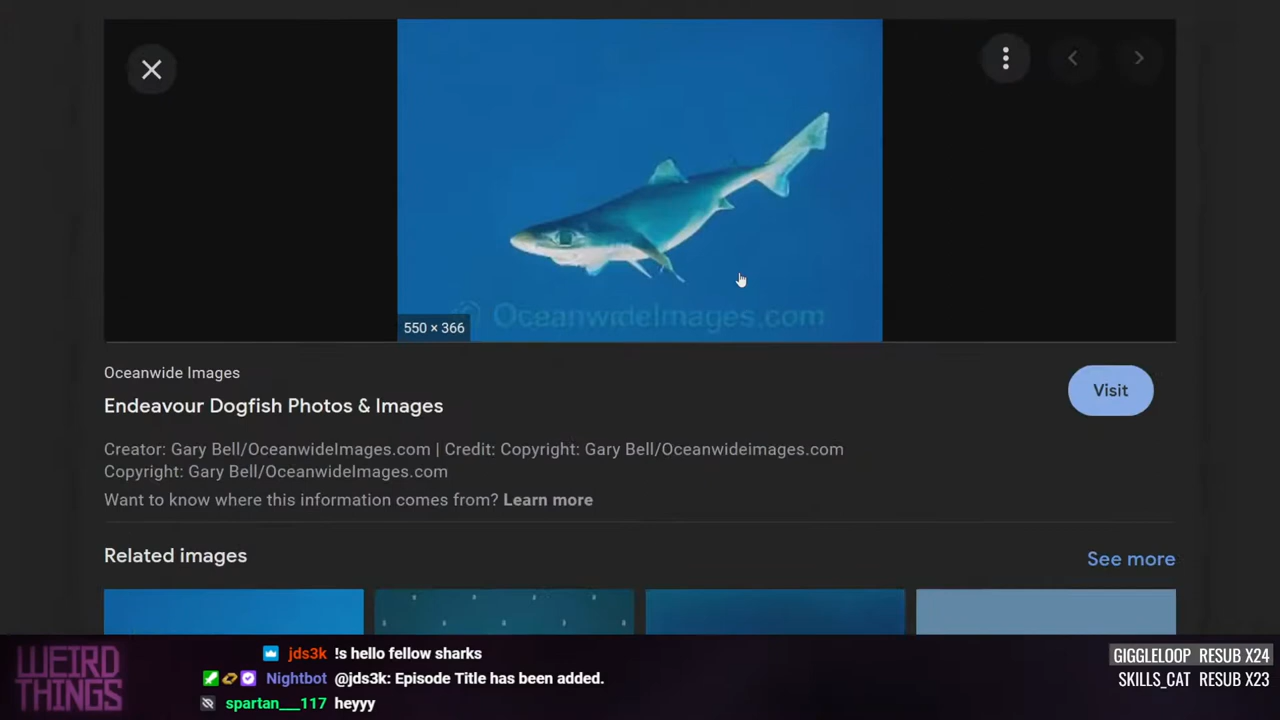 OceanwideImages.com
550 × 366
Oceanwide Images
Visit
Endeavour Dogfish Photos & Images
Creator: Gary Bell/OceanwideImages.com | Credit: Copyright: Gary Bell/Oceanwideimages.com
Copyright: Gary Bell/OceanwideImages.com
Want to know where this information comes from? Learn more
Related images
See more
WEIRD
THINGS
jds3k !s hello fellow sharks
Nightbot @jds3k: Episode Title has been added.
spartan___117 heyyy
GIGGLELOOP RESUB X24
SKILLS_CAT RESUB X23